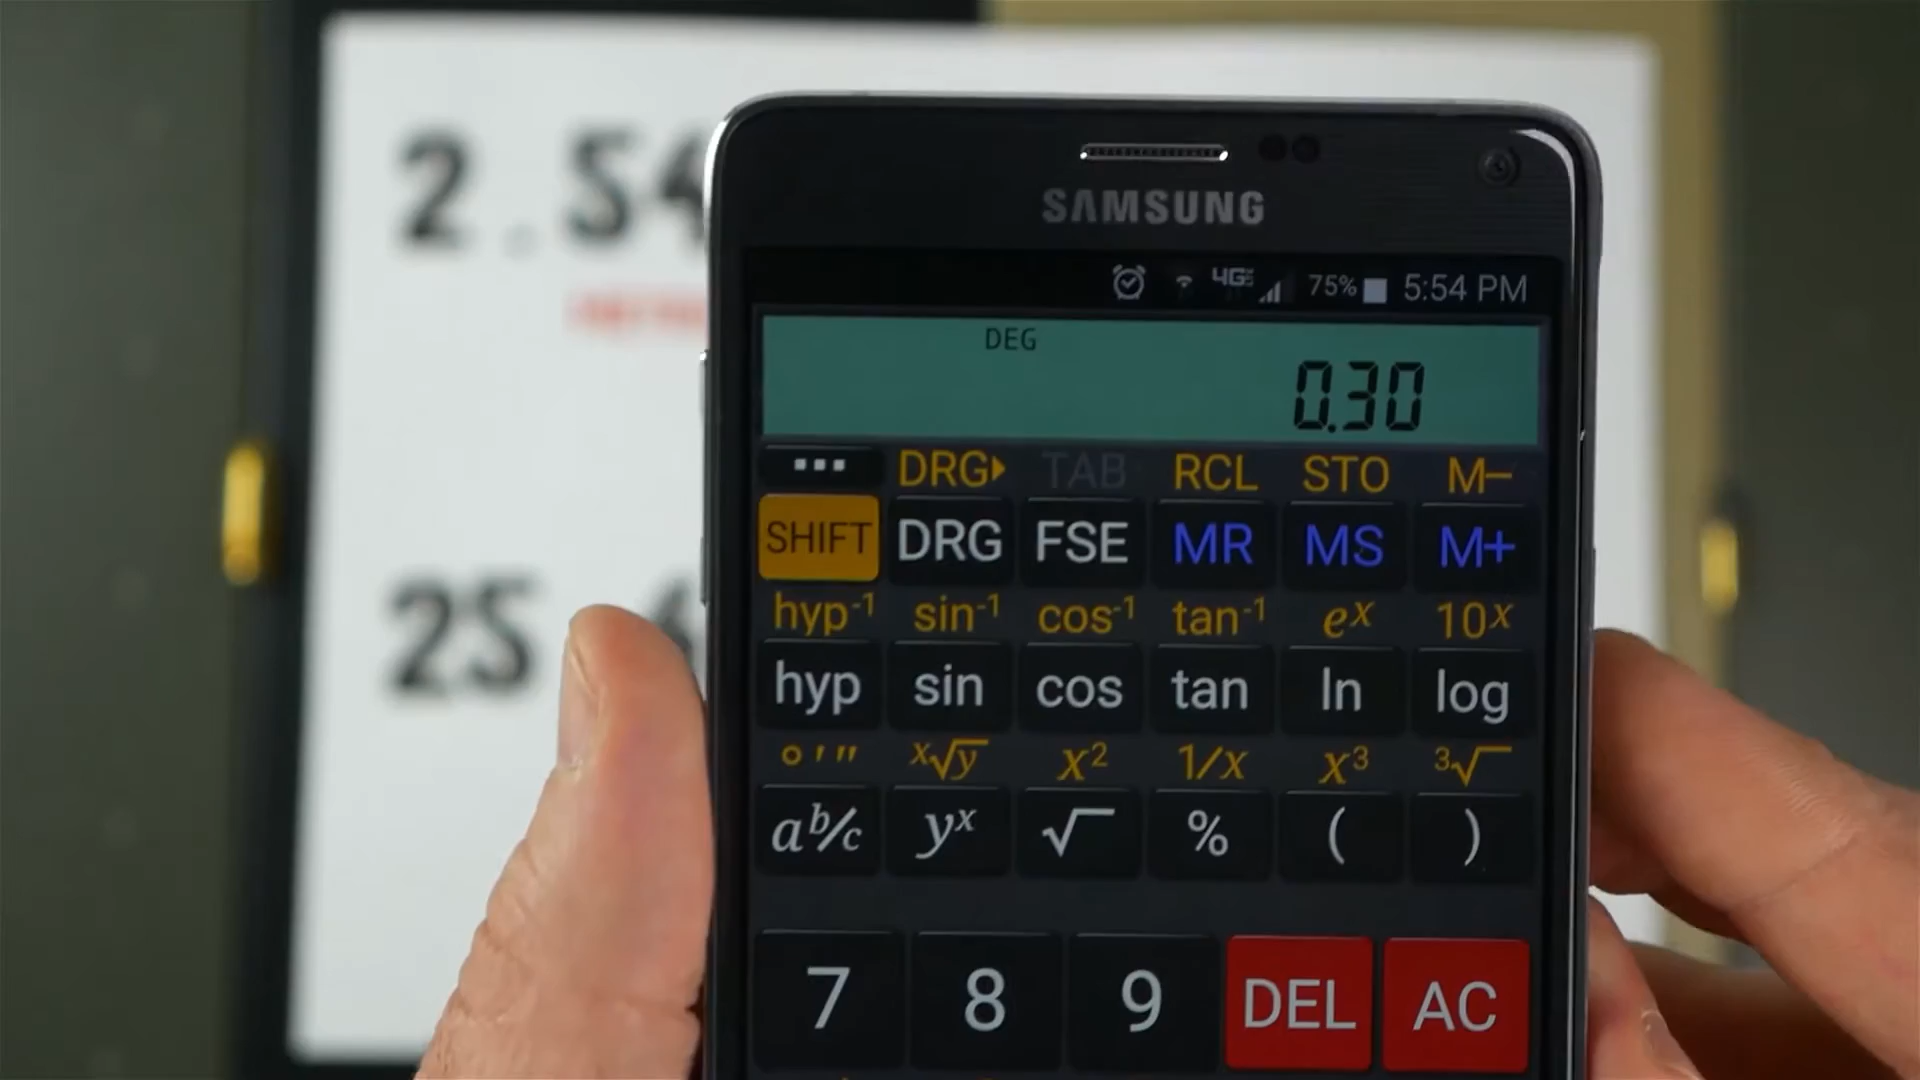 2.54
25.
SAMSUNG
4G 75% 5:54 PM
DEG
0.30
... DRG▸ TAB RCL STO M−
SHIFT DRG FSE MR MS M+
hyp-1 sin-1 cos-1 tan-1 eˣ 10ˣ
hyp sin cos tan ln log
° ' " ˣ√y x² 1/x x³ ³√
a b/c yˣ √ % ( )
7 8 9 DEL AC